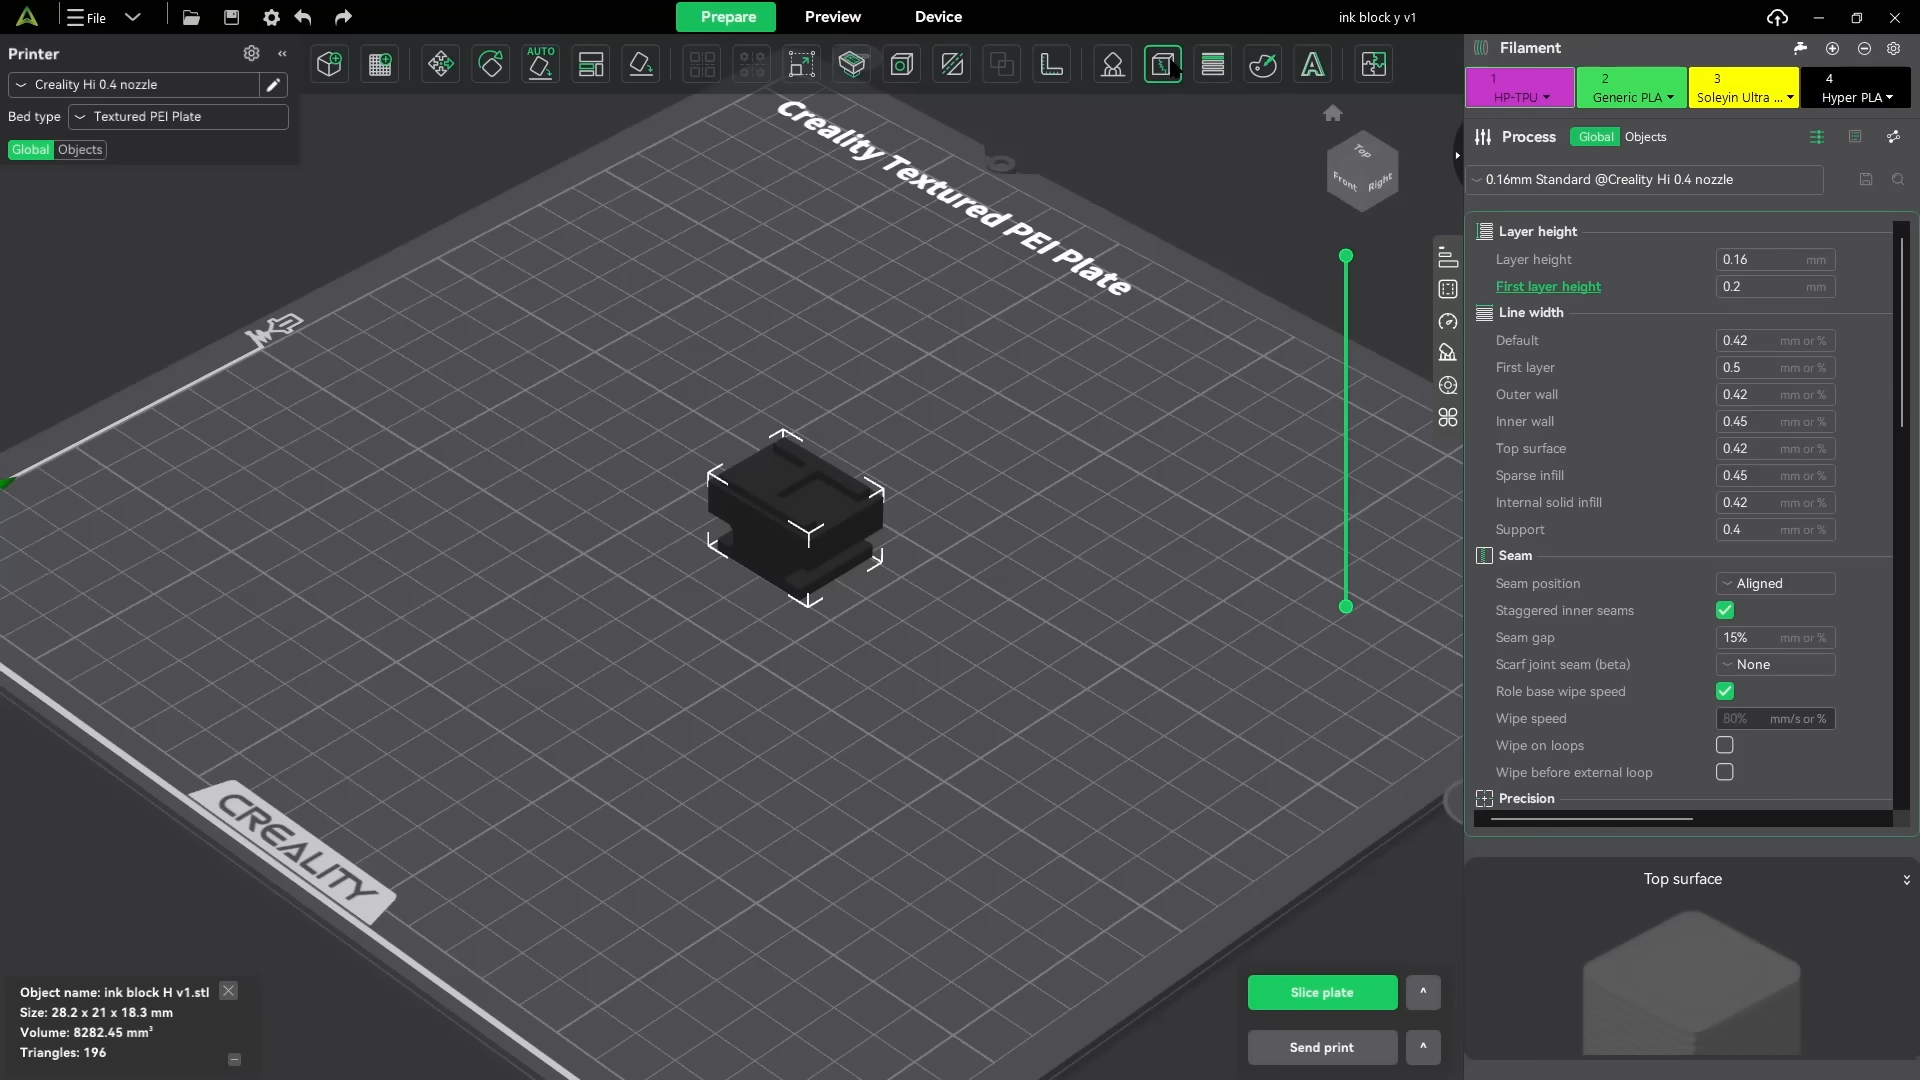 File
Prepare
Preview
Device
ink block y v1
Printer
Creality Hi 0.4 nozzle
Bed type
Textured PEI Plate
Global
Objects
AUTO
Creality Textured PEI Plate
Top
Front
Right
CREALITY
Object name: ink block H v1.stl
Size: 28.2 x 21 x 18.3 mm
Volume: 8282.45 mm³
Triangles: 196
Slice plate
Send print
Filament
1
HP-TPU
2
Generic PLA
3
Soleyin Ultra ...
4
Hyper PLA
Process
Global
Objects
0.16mm Standard @Creality Hi 0.4 nozzle
Layer height
Layer height 0.16 mm
First layer height 0.2 mm
Line width
Default 0.42 mm or %
First layer 0.5 mm or %
Outer wall 0.42 mm or %
Inner wall 0.45 mm or %
Top surface 0.42 mm or %
Sparse infill 0.45 mm or %
Internal solid infill 0.42 mm or %
Support 0.4 mm or %
Seam
Seam position Aligned
Staggered inner seams
Seam gap 15% mm or %
Scarf joint seam (beta) None
Role base wipe speed
Wipe speed 80% mm/s or %
Wipe on loops
Wipe before external loop
Precision
Top surface